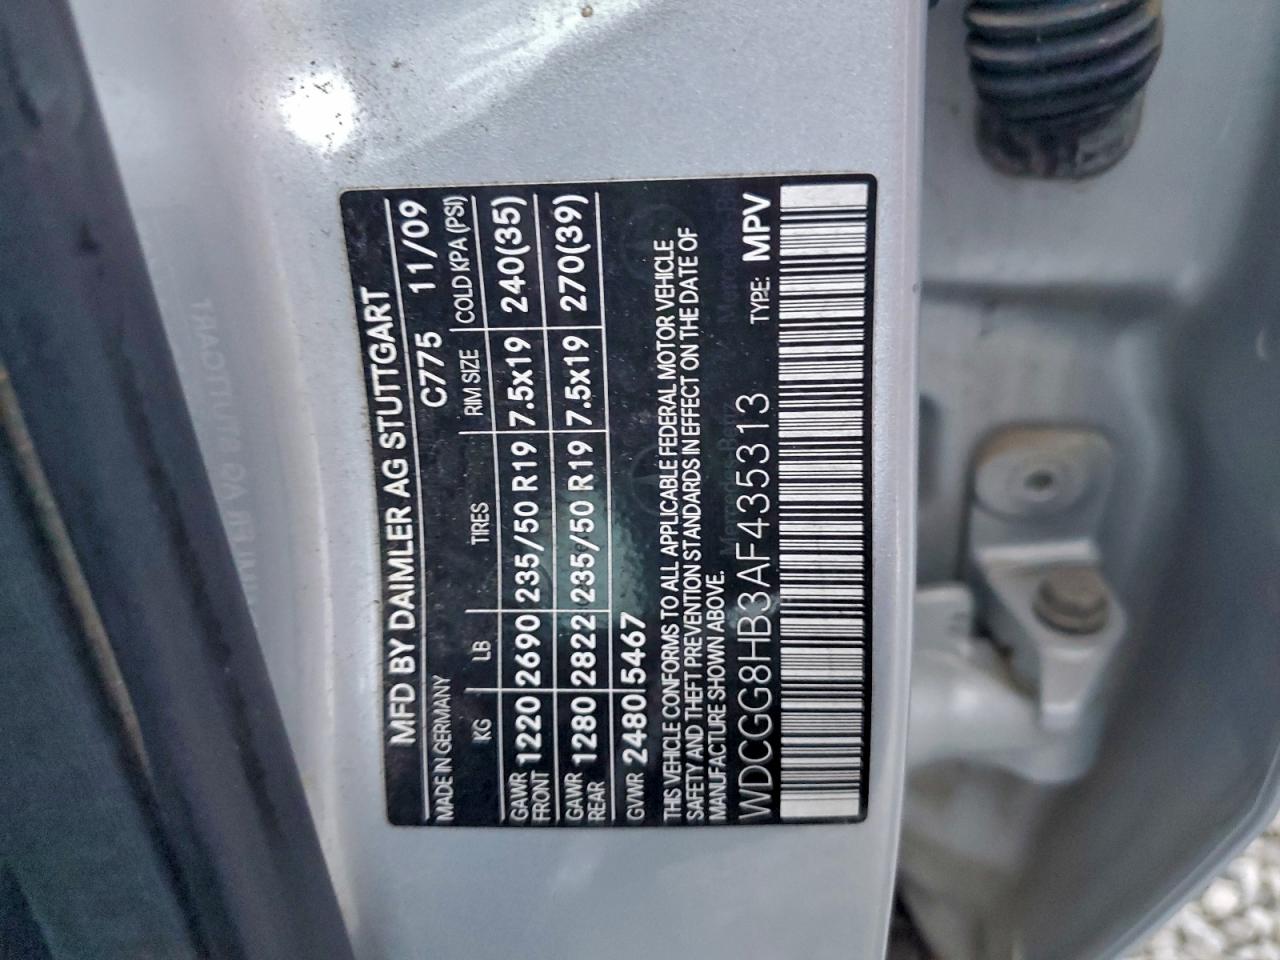 MFD BY DAIMLER AG STUTTGART
MADE IN GERMANY C775 11/09
KG LB TIRES RIM SIZE COLD KPA (PSI)
GAWR FRONT 1220 2690 235/50 R19 7.5x19 240(35)
GAWR REAR 1280 2822 235/50 R19 7.5x19 270(39)
GVWR 2480 5467
THIS VEHICLE CONFORMS TO ALL APPLICABLE FEDERAL MOTOR VEHICLE
SAFETY AND THEFT PREVENTION STANDARDS IN EFFECT ON THE DATE OF
MANUFACTURE SHOWN ABOVE.
WDCGG8HB3AF435313 TYPE: MPV